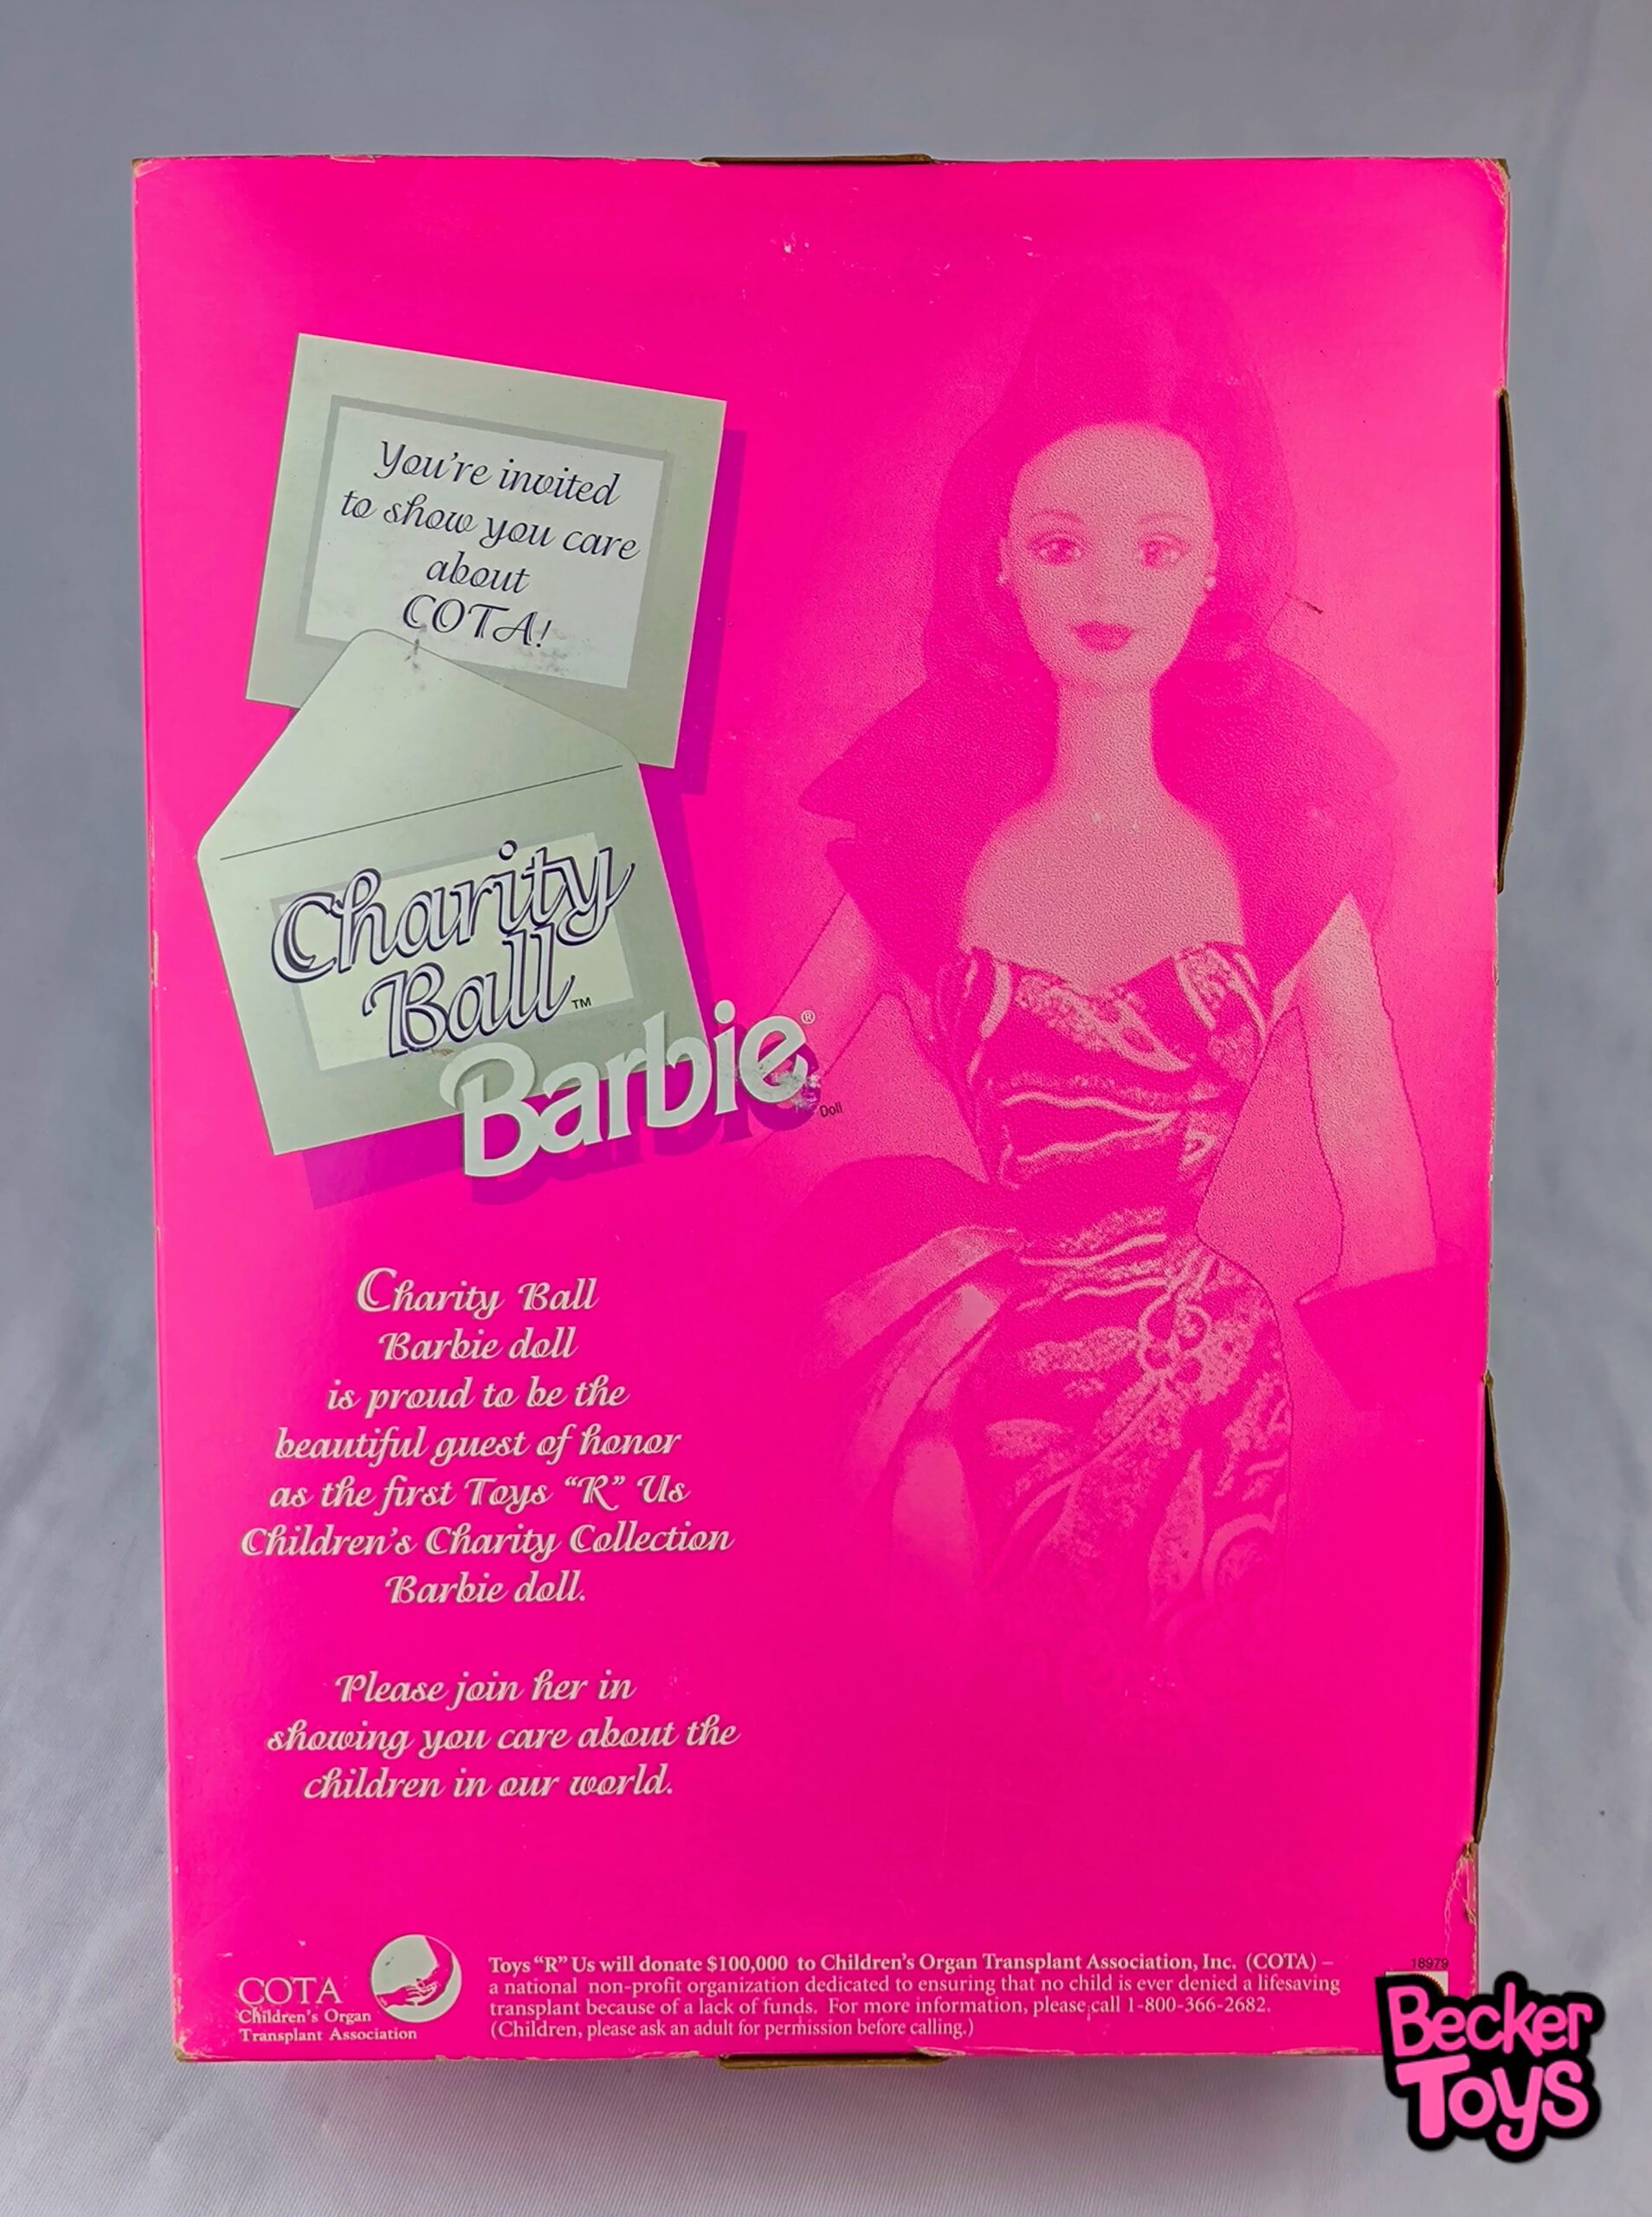 You're invited
to show you care
about
COTA!
Charity
Ball™
Barbie®
Doll
Charity Ball
Barbie doll
is proud to be the
beautiful guest of honor
as the first Toys “R” Us
Children's Charity Collection
Barbie doll.
Please join her in
showing you care about the
children in our world.
COTA
Children's Organ
Transplant Association
Toys “R” Us will donate $100,000 to Children's Organ Transplant Association, Inc. (COTA) –
a national non-profit organization dedicated to ensuring that no child is ever denied a lifesaving
transplant because of a lack of funds. For more information, please call 1-800-366-2682.
(Children, please ask an adult for permission before calling.)
18979
Becker
Toys